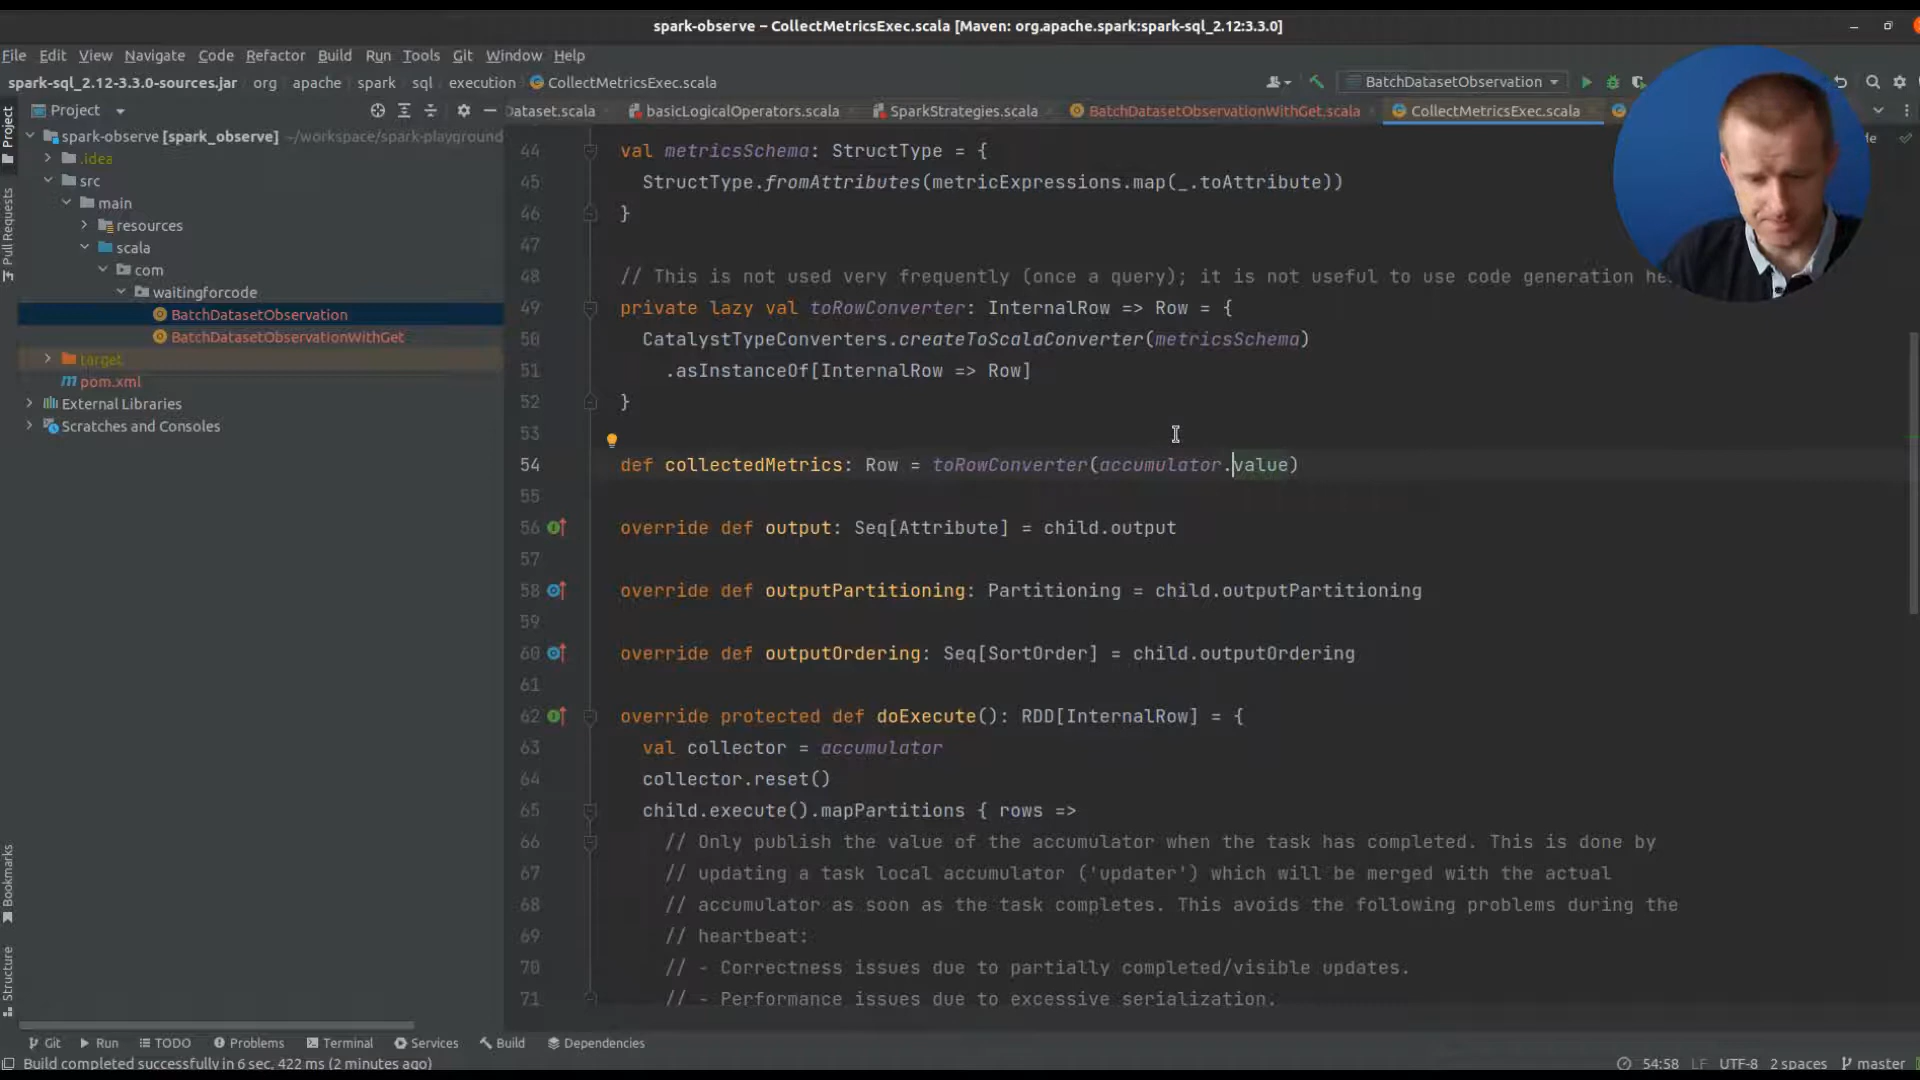 spark-observe – CollectMetricsExec.scala [Maven: org.apache.spark:spark-sql_2.12:3.3.0]
File Edit View Navigate Code Refactor Build Run Tools Git Window Help
spark-sql_2.12-3.3.0-sources.jar org apache spark sql execution CollectMetricsExec.scala
BatchDatasetObservation
Project
Dataset.scala basicLogicalOperators.scala SparkStrategies.scala BatchDatasetObservationWithGet.scala CollectMetricsExec.scala
Project
Pull Requests
Bookmarks
Structure
spark-observe [spark_observe] ~/workspace/spark-playground
.idea
src
main
resources
scala
com
waitingforcode
BatchDatasetObservation
BatchDatasetObservationWithGet
target
pom.xml
External Libraries
Scratches and Consoles
44 val metricsSchema: StructType = {
45 StructType.fromAttributes(metricExpressions.map(_.toAttribute))
46 }
47
48 // This is not used very frequently (once a query); it is not useful to use code generation he
49 private lazy val toRowConverter: InternalRow => Row = {
50 CatalystTypeConverters.createToScalaConverter(metricsSchema)
51 .asInstanceOf[InternalRow => Row]
52 }
53
54 def collectedMetrics: Row = toRowConverter(accumulator.value)
55
56 override def output: Seq[Attribute] = child.output
57
58 override def outputPartitioning: Partitioning = child.outputPartitioning
59
60 override def outputOrdering: Seq[SortOrder] = child.outputOrdering
61
62 override protected def doExecute(): RDD[InternalRow] = {
63 val collector = accumulator
64 collector.reset()
65 child.execute().mapPartitions { rows =>
66 // Only publish the value of the accumulator when the task has completed. This is done by
67 // updating a task local accumulator ('updater') which will be merged with the actual
68 // accumulator as soon as the task completes. This avoids the following problems during the
69 // heartbeat:
70 // - Correctness issues due to partially completed/visible updates.
71 // - Performance issues due to excessive serialization.
Git Run TODO Problems Terminal Services Build Dependencies
Build completed successfully in 6 sec, 422 ms (2 minutes ago)
54:58 LF UTF-8 2 spaces master